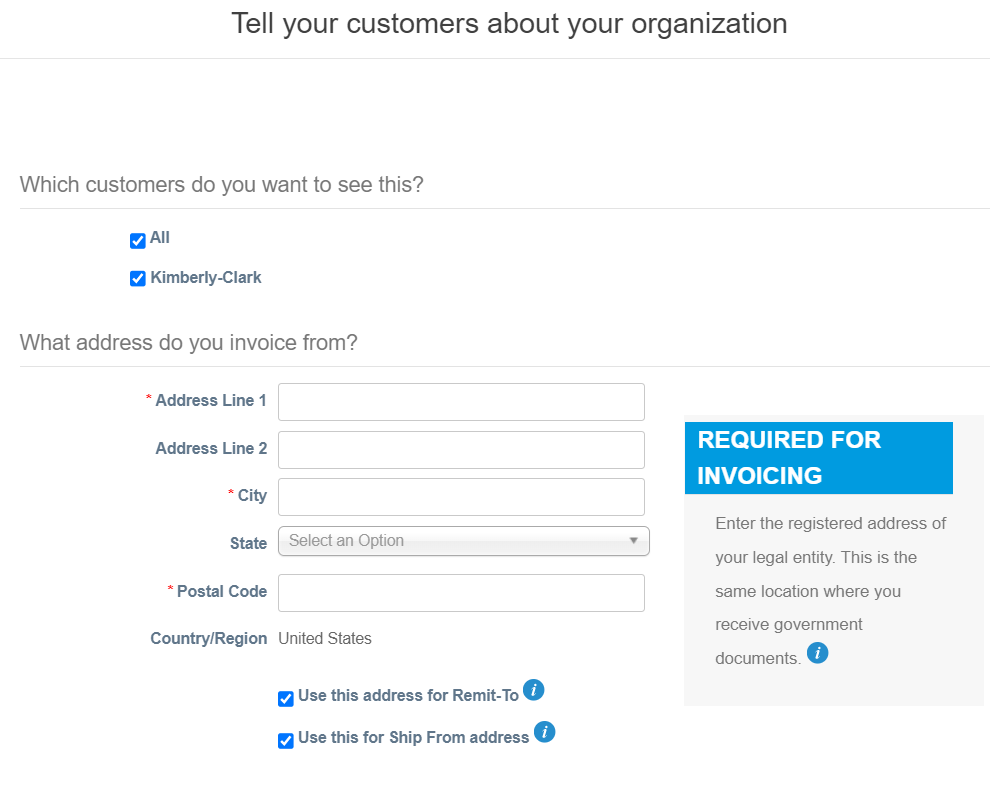 Tell your customers about your organization
Which customers do you want to see this?
All
Kimberly-Clark
What address do you invoice from?
* Address Line 1
Address Line 2
* City
State Select an Option
* Postal Code
Country/Region United States
Use this address for Remit-To i
Use this for Ship From address i
REQUIRED FOR
INVOICING
Enter the registered address of
your legal entity. This is the
same location where you
receive government
documents. i